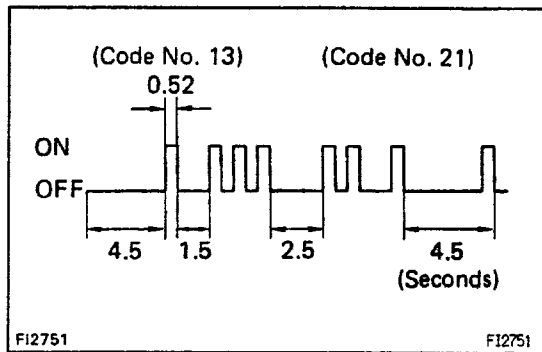 (Code No. 13) (Code No. 21)
0.52
ON
OFF
4.5 1.5 2.5 4.5
(Seconds)
FI2751 FI2751